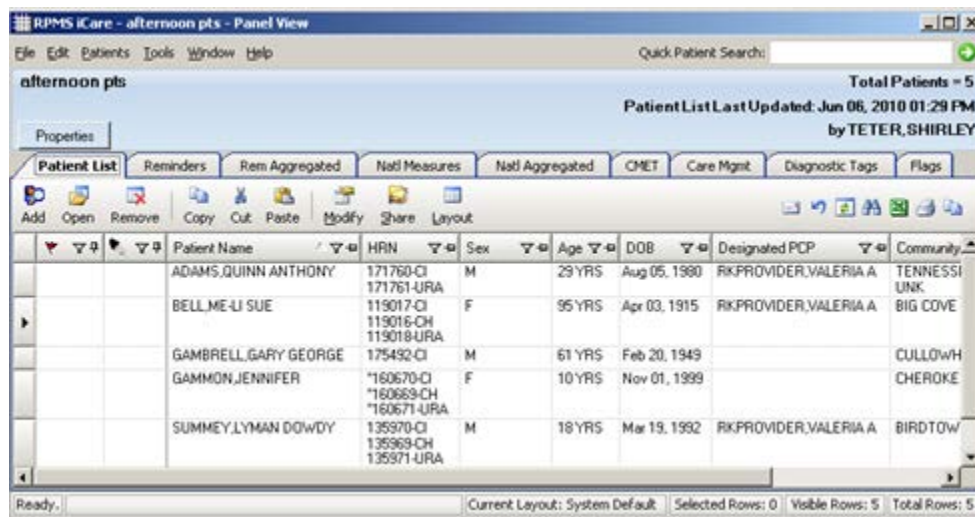 RPMS iCare - afternoon pts - Panel View
File Edit Patients Tools Window Help Quick Patient Search:
afternoon pts Total Patients = 5
Patient List Last Updated: Jun 06, 2010 01:29 PM
Properties by TETER,SHIRLEY
Patient List Reminders Rem Aggregated Natl Measures Natl Aggregated CMET Care Mgmt Diagnostic Tags Flags
Add Open Remove Copy Cut Paste Modify Share Layout
Patient Name HRN Sex Age DOB Designated PCP Community
ADAMS,QUINN ANTHONY 171760-CI M 29 YRS Aug 05, 1980 RKPROVIDER,VALERIA A TENNESSE
171761-URA UNK
BELL,ME-LI SUE 119017-CI F 95 YRS Apr 03, 1915 RKPROVIDER,VALERIA A BIG COVE
119016-CH
119018-URA
GAMBRELL,GARY GEORGE 175492-CI M 61 YRS Feb 20, 1949 CULLOWH
GAMMON,JENNIFER *160670-CI F 10 YRS Nov 01, 1999 CHEROKE
*160669-CH
*160671-URA
SUMMEY,LYMAN DOWDY 135970-CI M 18 YRS Mar 19, 1992 RKPROVIDER,VALERIA A BIRDTOW
135969-CH
135971-URA
Ready. Current Layout: System Default Selected Rows: 0 Visible Rows: 5 Total Rows: 5